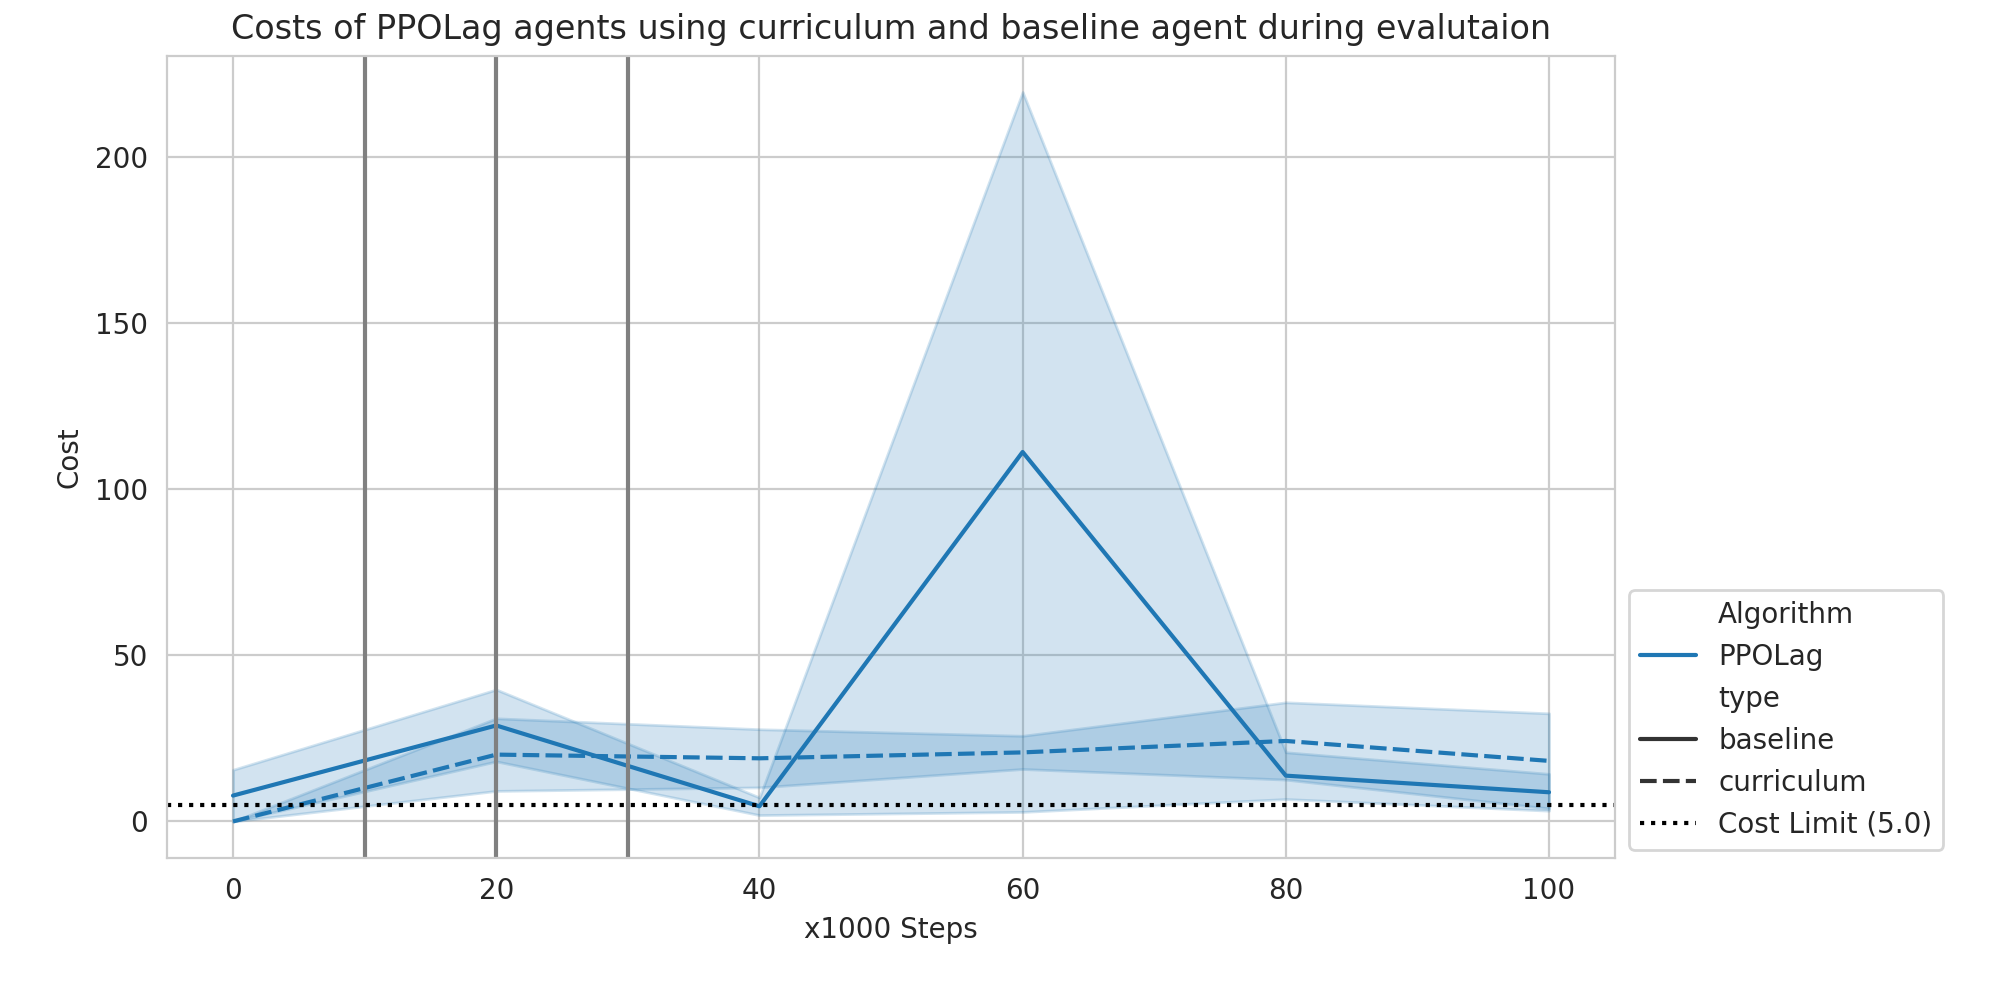 Costs of PPOLag agents using curriculum and baseline agent during evalutaion
200
150
100
50
0
Cost
0 20 40 60 80 100
x1000 Steps
Algorithm
PPOLag
type
baseline
curriculum
Cost Limit (5.0)